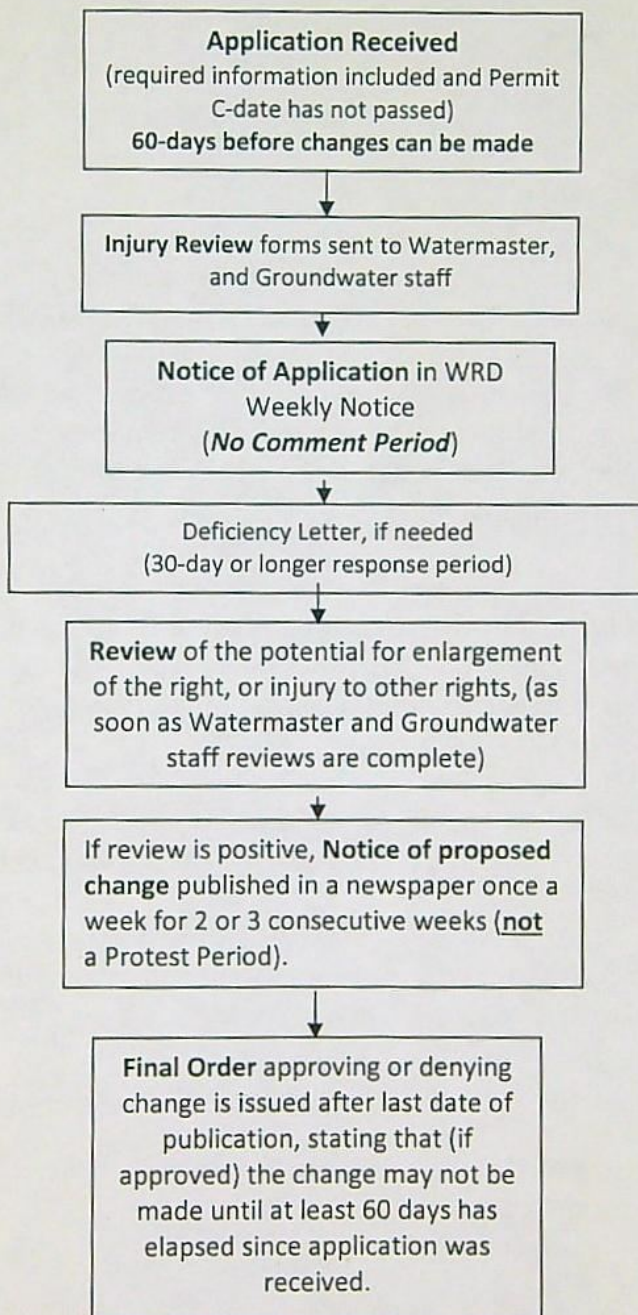 Application Received
(required information included and Permit
C-date has not passed)
60-days before changes can be made
Injury Review forms sent to Watermaster,
and Groundwater staff
Notice of Application in WRD
Weekly Notice
(No Comment Period)
Deficiency Letter, if needed
(30-day or longer response period)
Review of the potential for enlargement
of the right, or injury to other rights, (as
soon as Watermaster and Groundwater
staff reviews are complete)
If review is positive, Notice of proposed
change published in a newspaper once a
week for 2 or 3 consecutive weeks (not
a Protest Period).
Final Order approving or denying
change is issued after last date of
publication, stating that (if
approved) the change may not be
made until at least 60 days has
elapsed since application was
received.